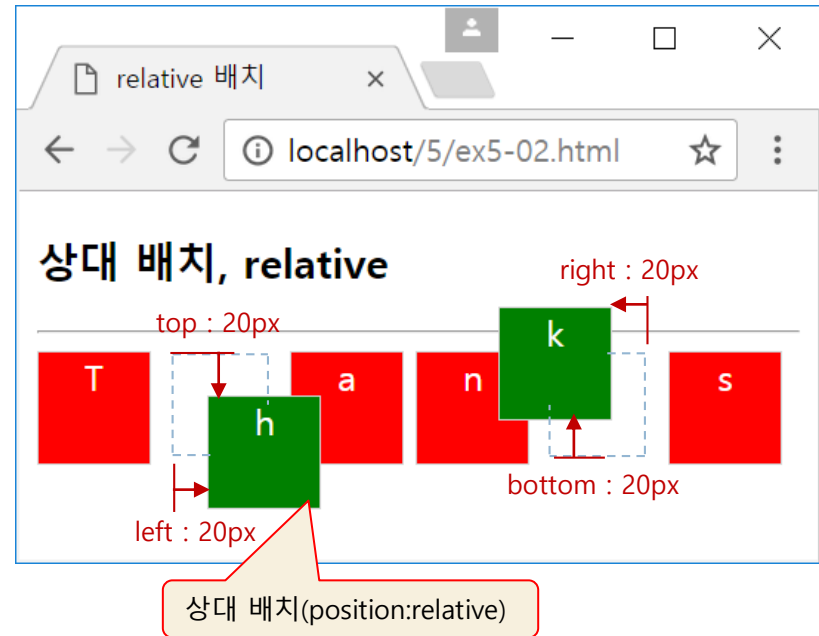 relative 배치
localhost/5/ex5-02.html
상대 배치, relative
right : 20px
top : 20px
T
h
a
n
k
s
bottom : 20px
left : 20px
상대 배치(position:relative)